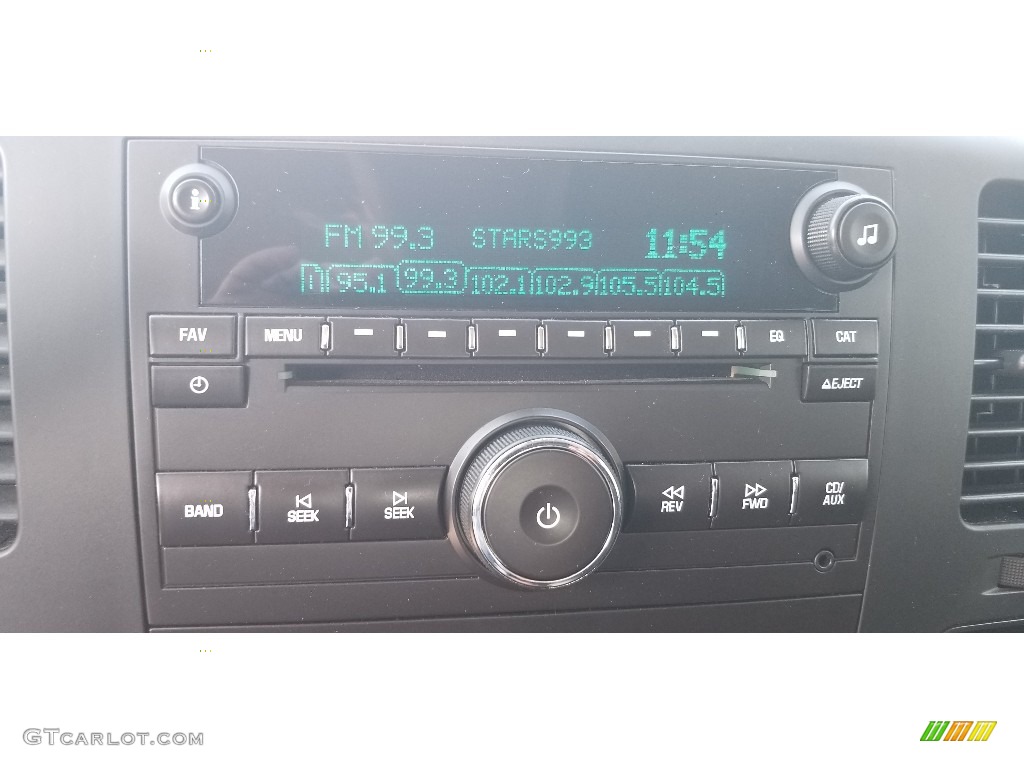 FM 99.3 STARS993 11:54
95.1 99.3 102.1 102.9 105.5 104.5
FAV MENU EQ CAT
EJECT
BAND SEEK SEEK REV FWD CD/
AUX
GTCARLOT.COM